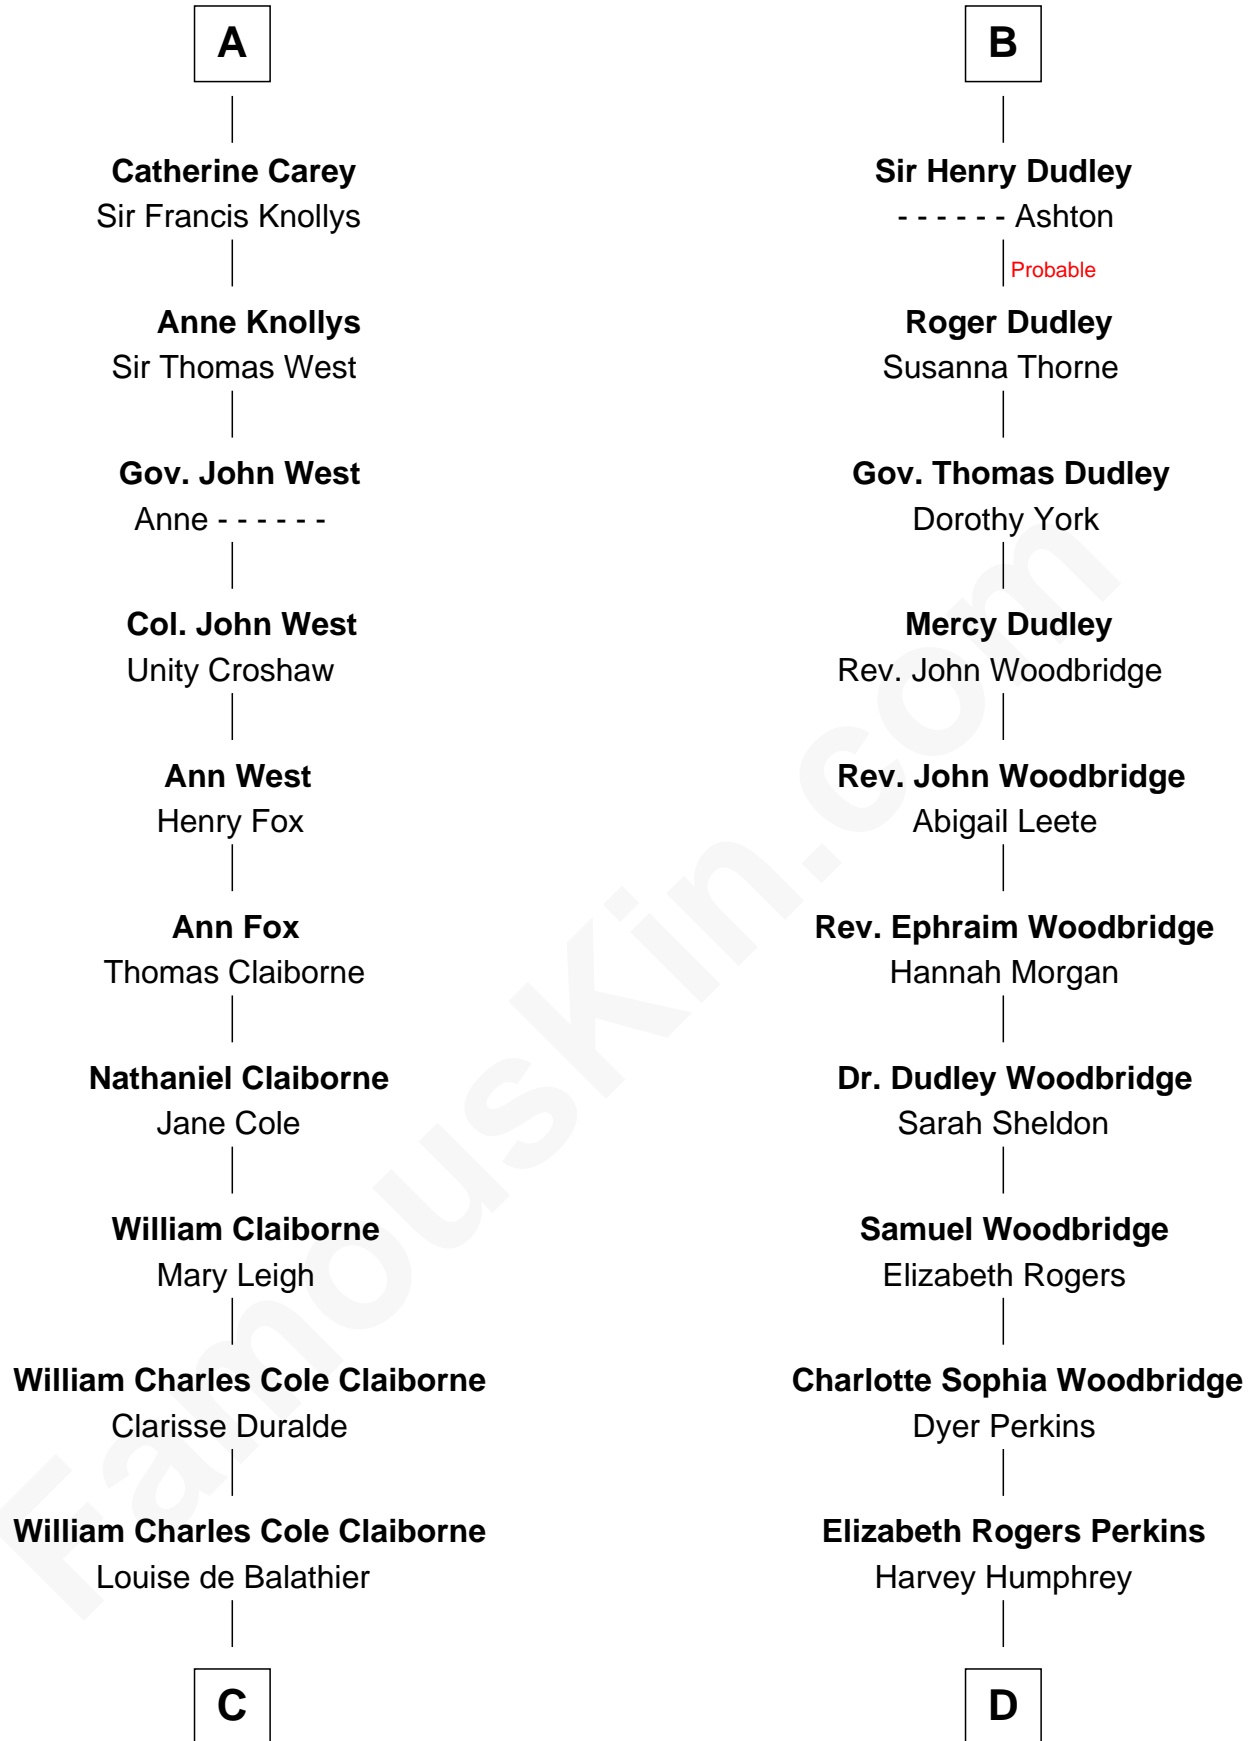 A
Catherine Carey
Sir Francis Knollys
Anne Knollys
Sir Thomas West
Gov. John West
Anne - - - - - -
Col. John West
Unity Croshaw
Ann West
Henry Fox
Ann Fox
Thomas Claiborne
Nathaniel Claiborne
Jane Cole
William Claiborne
Mary Leigh
William Charles Cole Claiborne
Clarisse Duralde
William Charles Cole Claiborne
Louise de Balathier
C
B
Sir Henry Dudley
- - - - - - Ashton
Probable
Roger Dudley
Susanna Thorne
Gov. Thomas Dudley
Dorothy York
Mercy Dudley
Rev. John Woodbridge
Rev. John Woodbridge
Abigail Leete
Rev. Ephraim Woodbridge
Hannah Morgan
Dr. Dudley Woodbridge
Sarah Sheldon
Samuel Woodbridge
Elizabeth Rogers
Charlotte Sophia Woodbridge
Dyer Perkins
Elizabeth Rogers Perkins
Harvey Humphrey
D
FamousKin.com